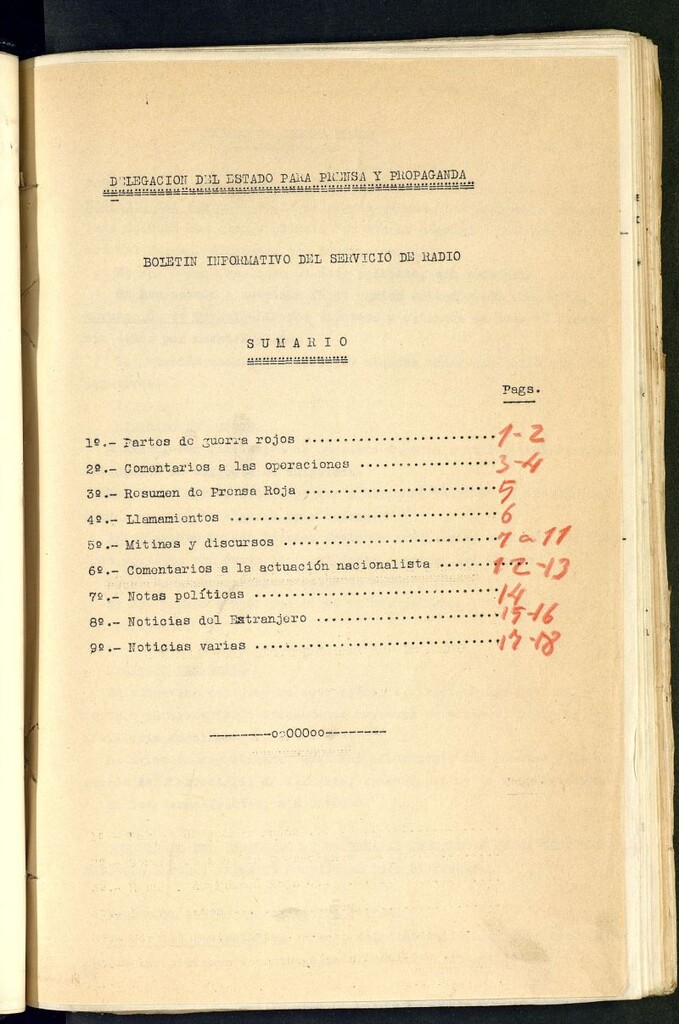 DELEGACION DEL ESTADO PARA PRENSA Y PROPAGANDA
BOLETIN INFORMATIVO DEL SERVICIO DE RADIO
S U M A R I O
Pags.
1º.- Partes de guerra rojos ........................1-2
2º.- Comentarios a las operaciones .................3-4
3º.- Resumen de Prensa Roja ........................5
4º.- Llamamientos .................................6
5º.- Mitines y discursos ...........................7 a 11
6º.- Comentarios a la actuación nacionalista ........12-13
7º.- Notas políticas ...............................14
8º.- Noticias del Extranjero .......................15-16
9º.- Noticias varias ...............................17-18
---------ooOOOoo---------